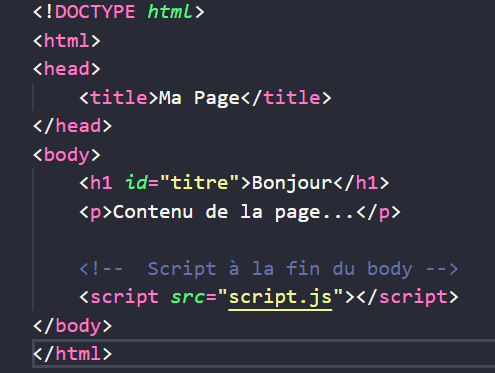 <!DOCTYPE html>
<html>
<head>
    <title>Ma Page</title>
</head>
<body>
    <h1 id="titre">Bonjour</h1>
    <p>Contenu de la page...</p>

    <!--  Script à la fin du body -->
    <script src="script.js"></script>
</body>
</html>